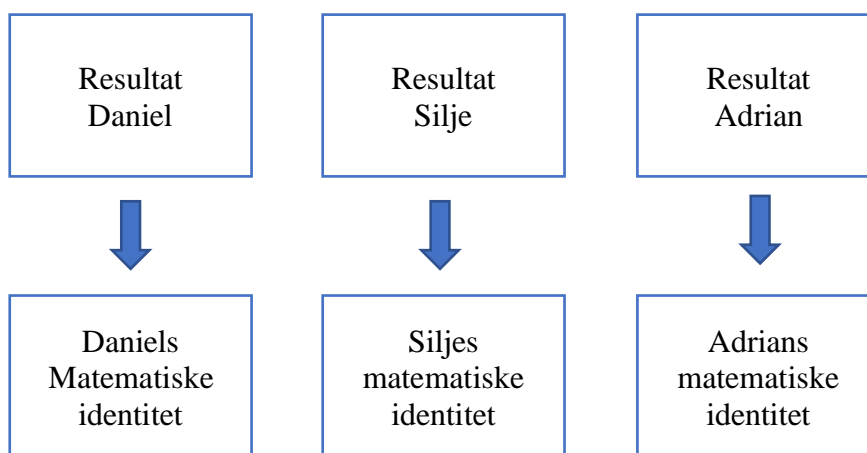 Resultat
Daniel
Resultat
Silje
Resultat
Adrian
Daniels
Matematiske
identitet
Siljes
matematiske
identitet
Adrians
matematiske
identitet